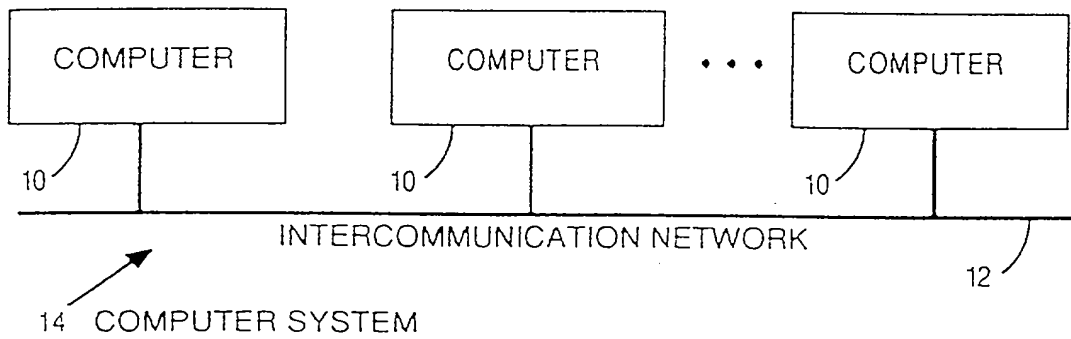 COMPUTER
COMPUTER
• • •
COMPUTER
10
10
10
INTERCOMMUNICATION NETWORK
12
14 COMPUTER SYSTEM